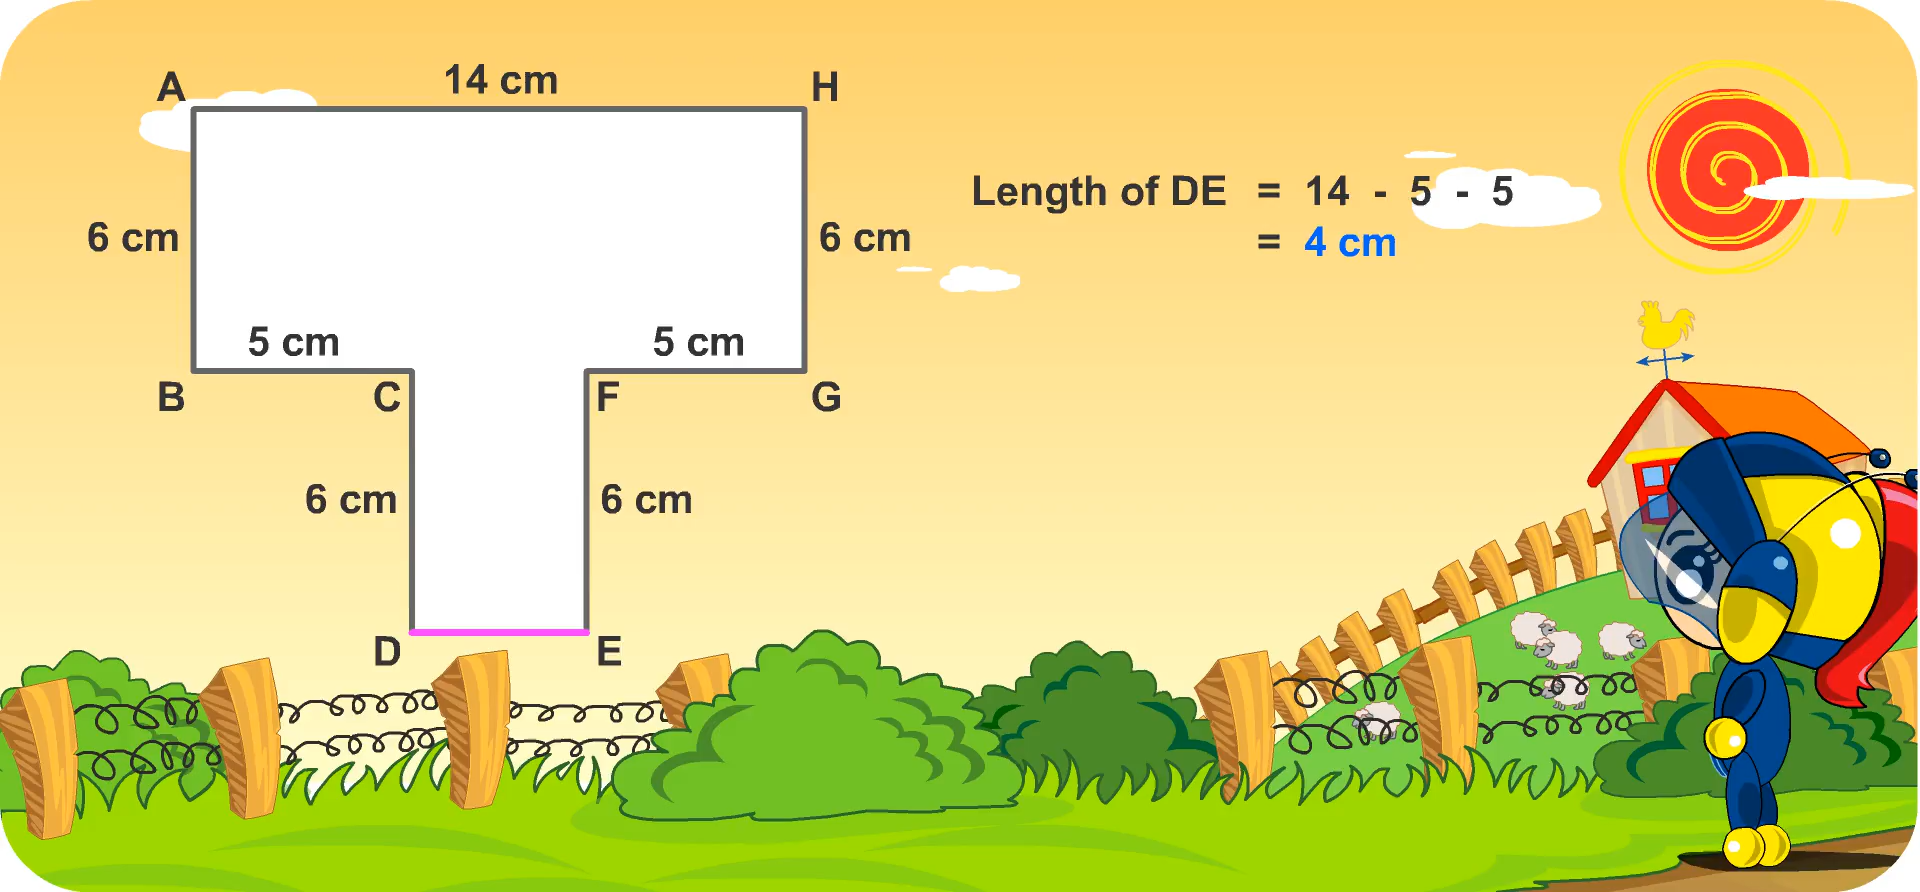 A 14 cm H
6 cm 6 cm
5 cm 5 cm
B C F G
6 cm 6 cm
D E
Length of DE = 14 - 5 - 5
= 4 cm